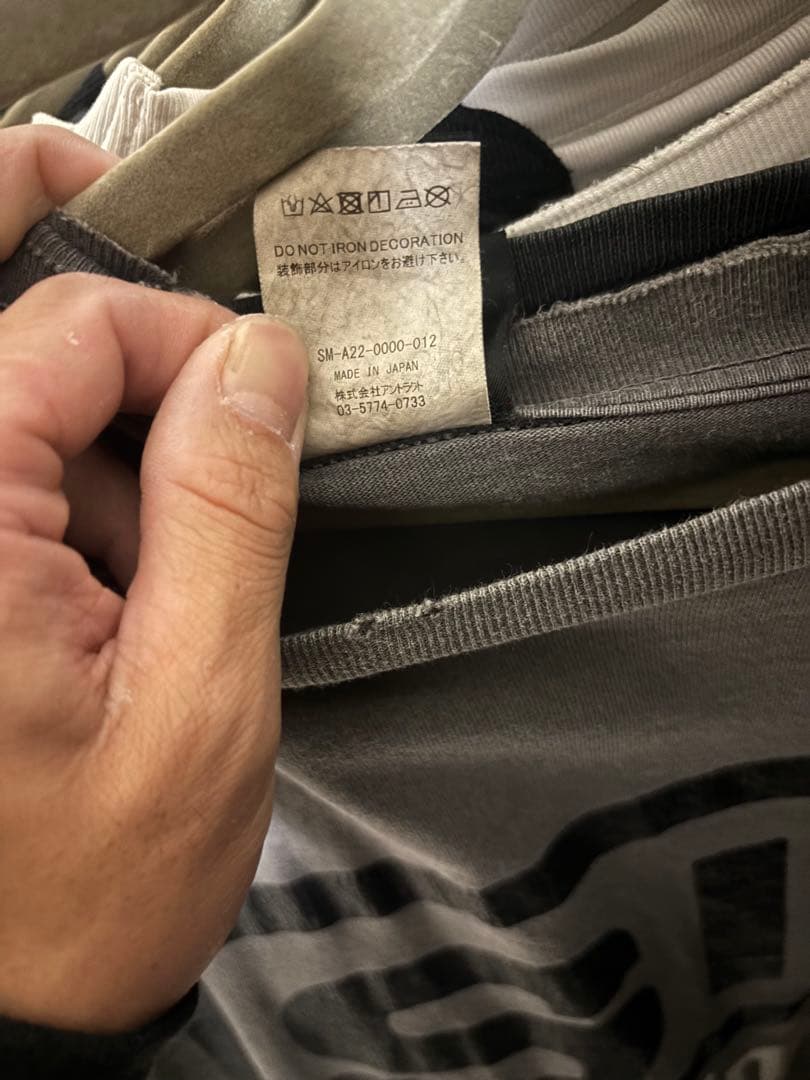 DO NOT IRON DECORATION
装飾部分はアイロンをお避け下さい。
SM-A22-0000-012
MADE IN JAPAN
株式会社アントラクト
03-5774-0733